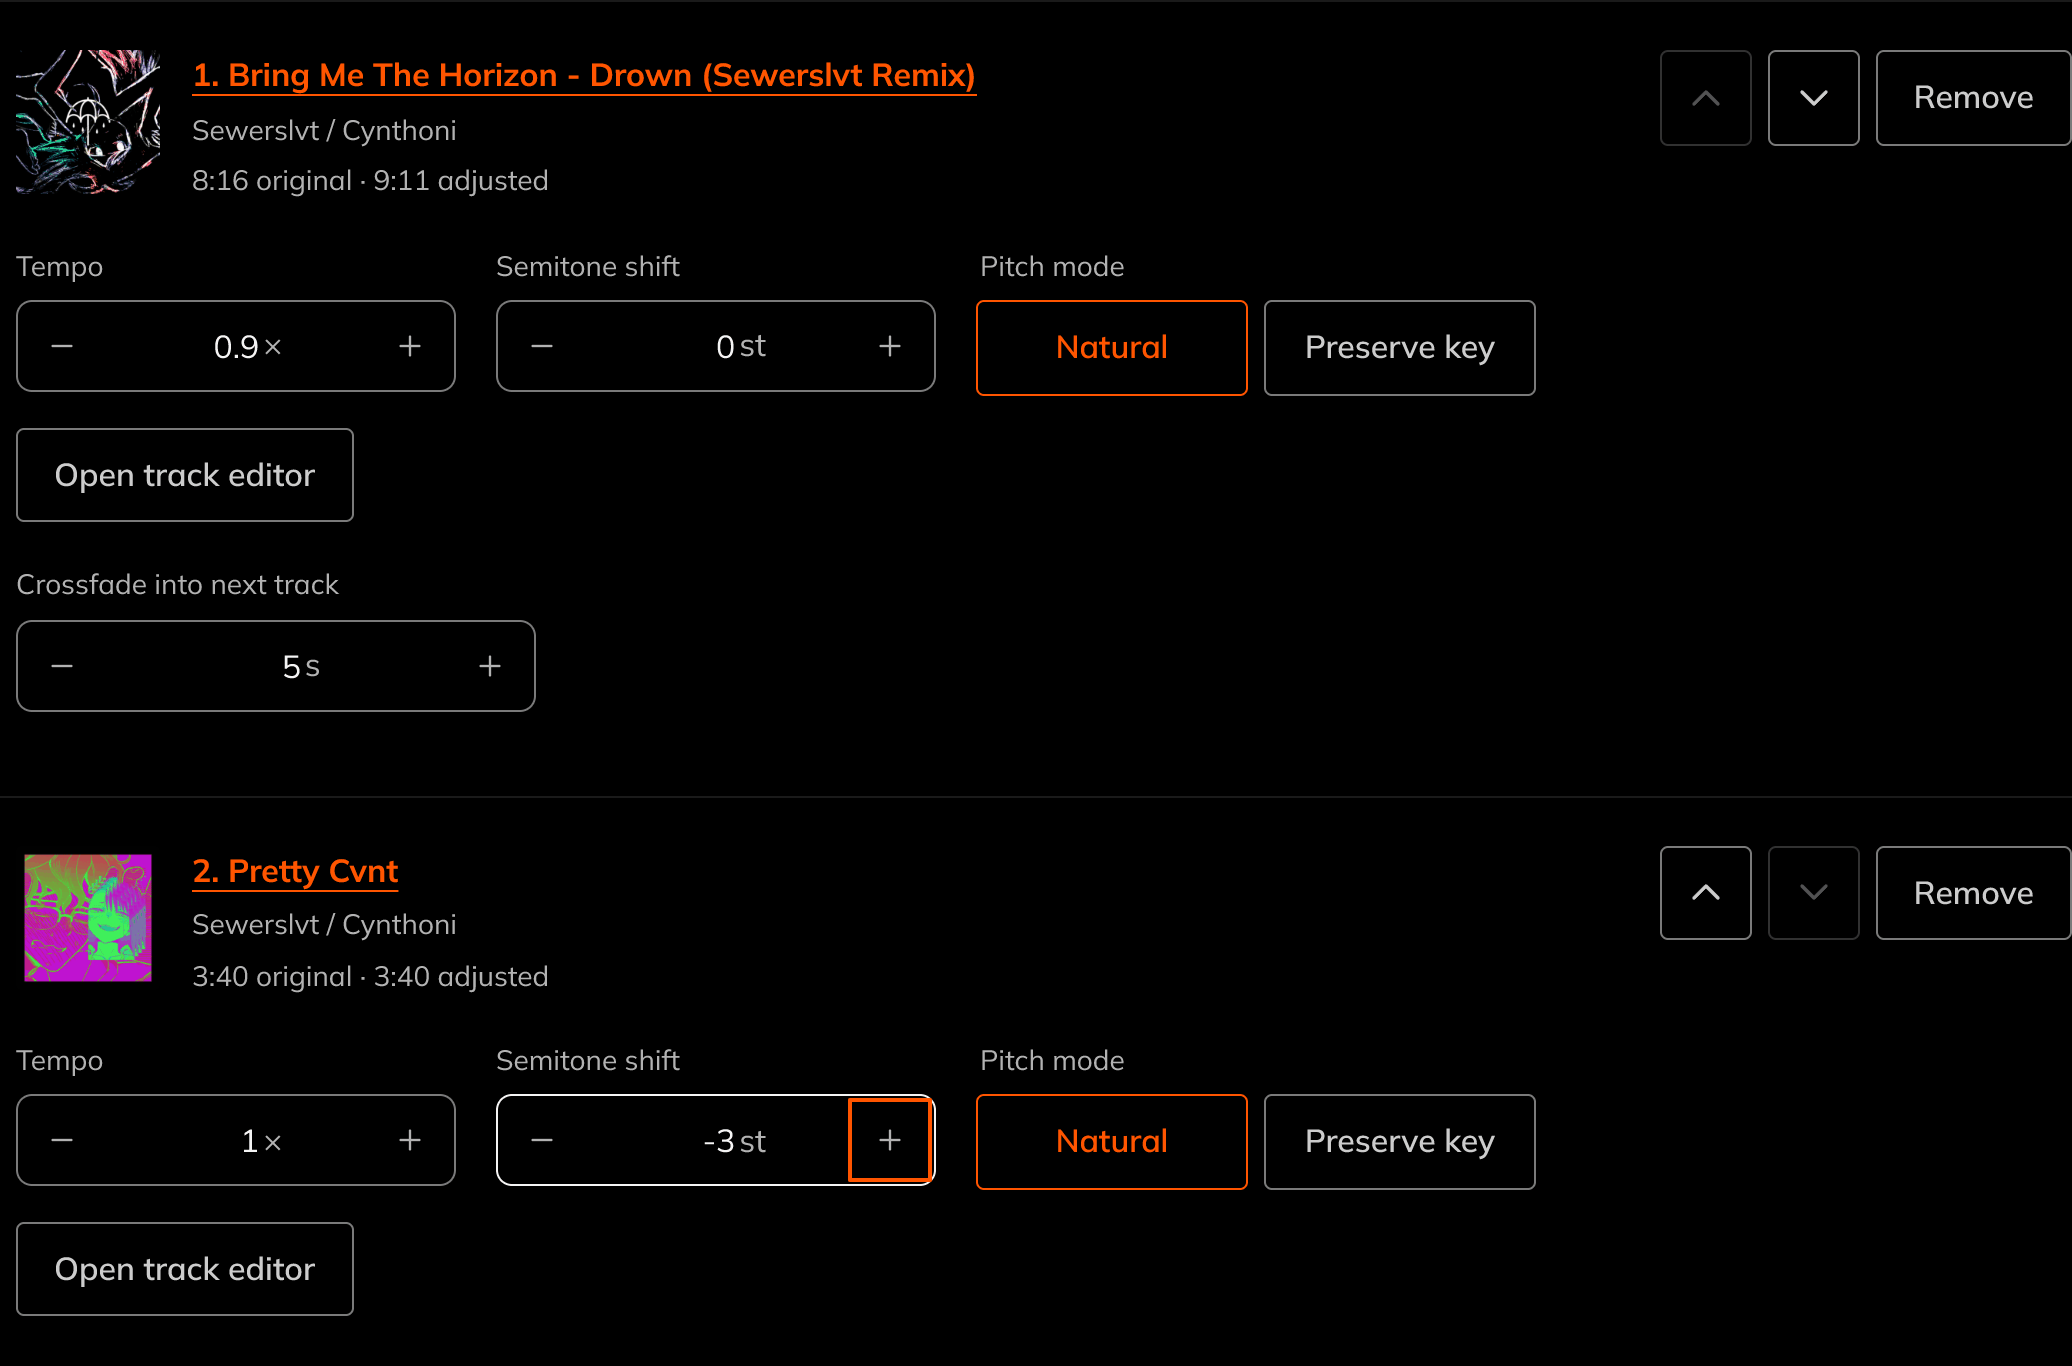 1. Bring Me The Horizon - Drown (Sewerslvt Remix)
Remove
Sewerslvt / Cynthoni
8:16 original · 9:11 adjusted
Tempo
Semitone shift
Pitch mode
− 0.9 × +
− 0 st +
Natural
Preserve key
Open track editor
Crossfade into next track
− 5 s +
2. Pretty Cvnt
Remove
Sewerslvt / Cynthoni
3:40 original · 3:40 adjusted
Tempo
Semitone shift
Pitch mode
− 1 × +
− -3 st +
Natural
Preserve key
Open track editor